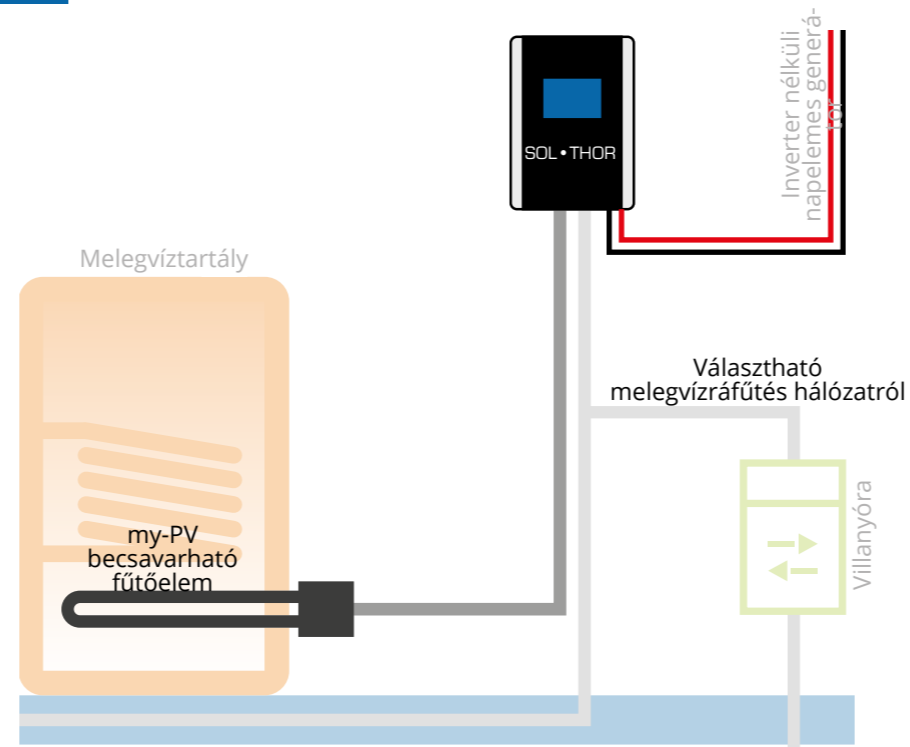 Inverter nélküli
napelemes generá-
tor
SOL•THOR
Melegvíztartály
Választható
melegvízráfűtés hálózatról
my-PV
becsavarható
fűtőelem
Villanyóra